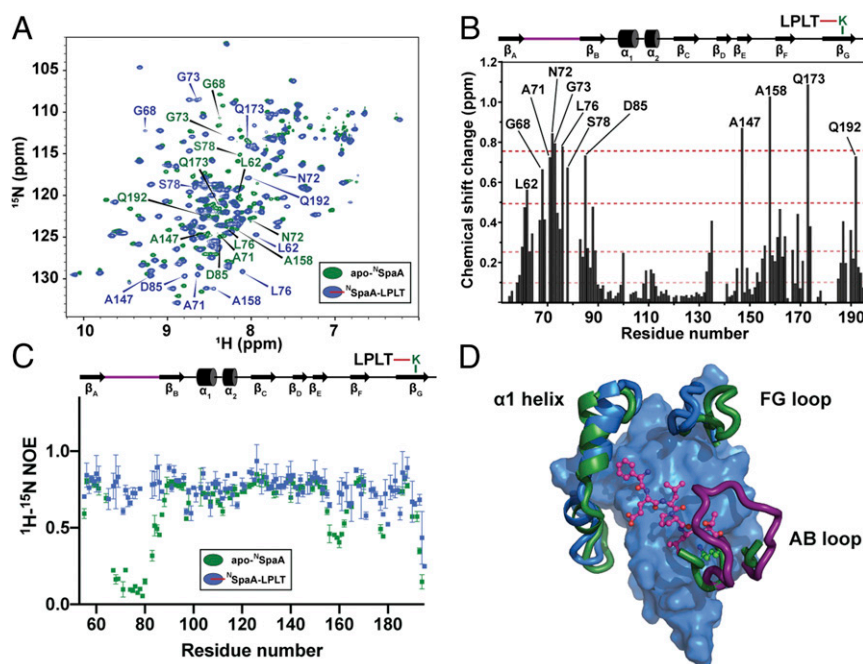 A
G73
G68
G68
Q173
G73
S78
Q173
L62
S78
N72
Q192
Q192
N72
A147
L76
L62
A71
A158
D85
A147
D85
L76
A71
A158
apo-ᴺSpaA
ᴺSpaA-LPLT
105
110
115
120
125
130
¹⁵N (ppm)
10
9
8
7
¹H (ppm)
B
LPLT
K
βA
βB
α1
α2
βC
βD
βE
βF
βG
N72
A71
G73
G68
L76
S78
D85
L62
A147
A158
Q173
Q192
1.2
1.0
0.8
0.6
0.4
0.2
Chemical shift change (ppm)
70
90
110
130
150
170
190
Residue number
C
LPLT
K
βA
βB
α1
α2
βC
βD
βE
βF
βG
1.0
0.5
0.0
¹H-¹⁵N NOE
apo-ᴺSpaA
ᴺSpaA-LPLT
60
80
100
120
140
160
180
Residue number
D
α1 helix
FG loop
AB loop